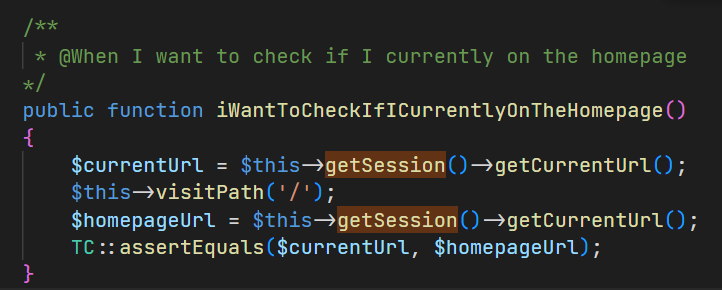 /**
 * @When I want to check if I currently on the homepage
*/
public function iWantToCheckIfICurrentlyOnTheHomepage()
{
    $currentUrl = $this->getSession()->getCurrentUrl();
    $this->visitPath('/');
    $homepageUrl = $this->getSession()->getCurrentUrl();
    TC::assertEquals($currentUrl, $homepageUrl);
}